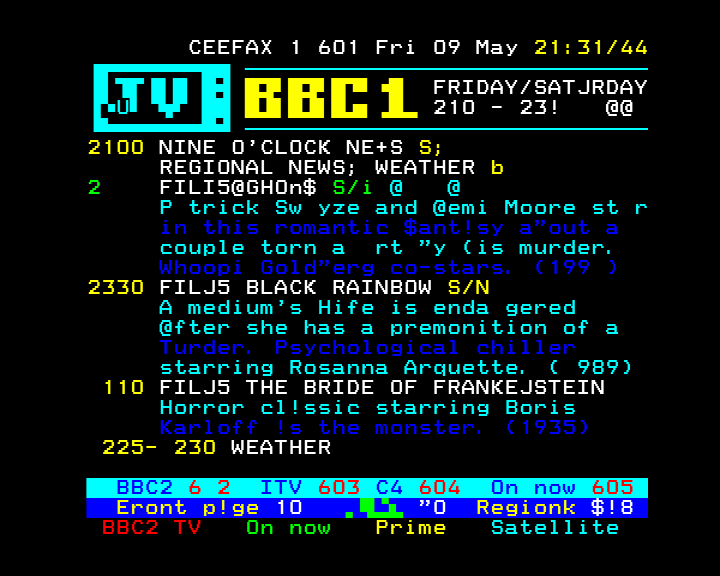 CEEFAX 1 601 Fri 09 May 21:31/44
TV BBC1 FRIDAY/SATJRDAY
210 - 23! @@
2100 NINE O'CLOCK NE+S S;
REGIONAL NEWS; WEATHER b
2 FILI5@GHOn$ S/i @ @
P trick Sw yze and @emi Moore st r
in this romantic $ant!sy a"out a
couple torn a rt "y (is murder.
Whoopi Gold"erg co-stars. (199 )
2330 FILJ5 BLACK RAINBOW S/N
A medium's Hife is enda gered
@fter she has a premonition of a
Turder. Psychological chiller
starring Rosanna Arquette. ( 989)
110 FILJ5 THE BRIDE OF FRANKEJSTEIN
Horror cl!ssic starring Boris
Karloff !s the monster. (1935)
225- 230 WEATHER
BBC2 6 2 ITV 603 C4 604 On now 605
Eront p!ge 10 "0 Regionk $!8
BBC2 TV On now Prime Satellite